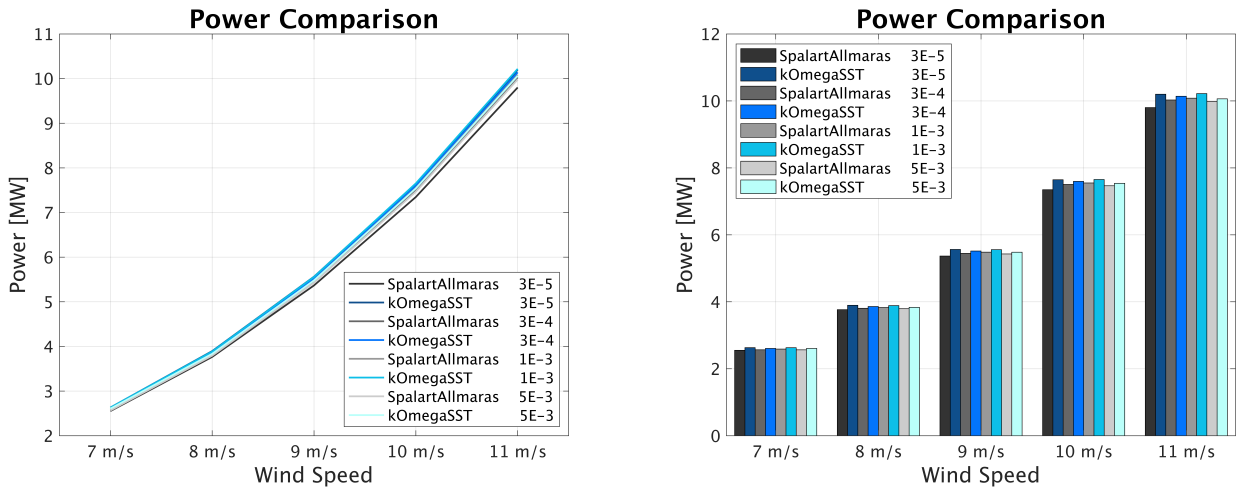 Power Comparison
11
10
9
8
7
6
5
4
3
2
Power [MW]
SpalartAllmaras 3E-5
kOmegaSST 3E-5
SpalartAllmaras 3E-4
kOmegaSST 3E-4
SpalartAllmaras 1E-3
kOmegaSST 1E-3
SpalartAllmaras 5E-3
kOmegaSST 5E-3
7 m/s 8 m/s 9 m/s 10 m/s 11 m/s
Wind Speed
Power Comparison
12
10
8
6
4
2
0
Power [MW]
SpalartAllmaras 3E-5
kOmegaSST 3E-5
SpalartAllmaras 3E-4
kOmegaSST 3E-4
SpalartAllmaras 1E-3
kOmegaSST 1E-3
SpalartAllmaras 5E-3
kOmegaSST 5E-3
7 m/s 8 m/s 9 m/s 10 m/s 11 m/s
Wind Speed